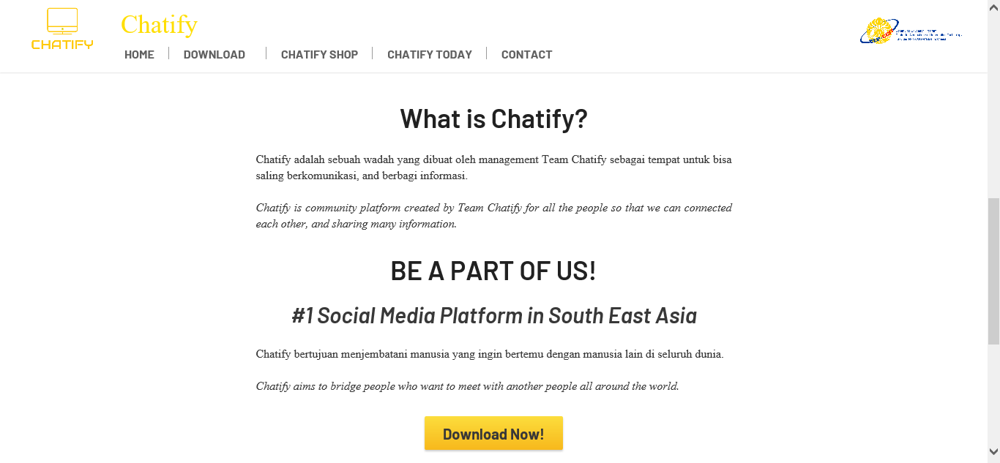 CHATIFY
Chatify
HOME
DOWNLOAD
CHATIFY SHOP
CHATIFY TODAY
CONTACT
What is Chatify?
Chatify adalah sebuah wadah yang dibuat oleh management Team Chatify sebagai tempat untuk bisa
saling berkomunikasi, and berbagi informasi.
Chatify is community platform created by Team Chatify for all the people so that we can connected
each other, and sharing many information.
BE A PART OF US!
#1 Social Media Platform in South East Asia
Chatify bertujuan menjembatani manusia yang ingin bertemu dengan manusia lain di seluruh dunia.
Chatify aims to bridge people who want to meet with another people all around the world.
Download Now!